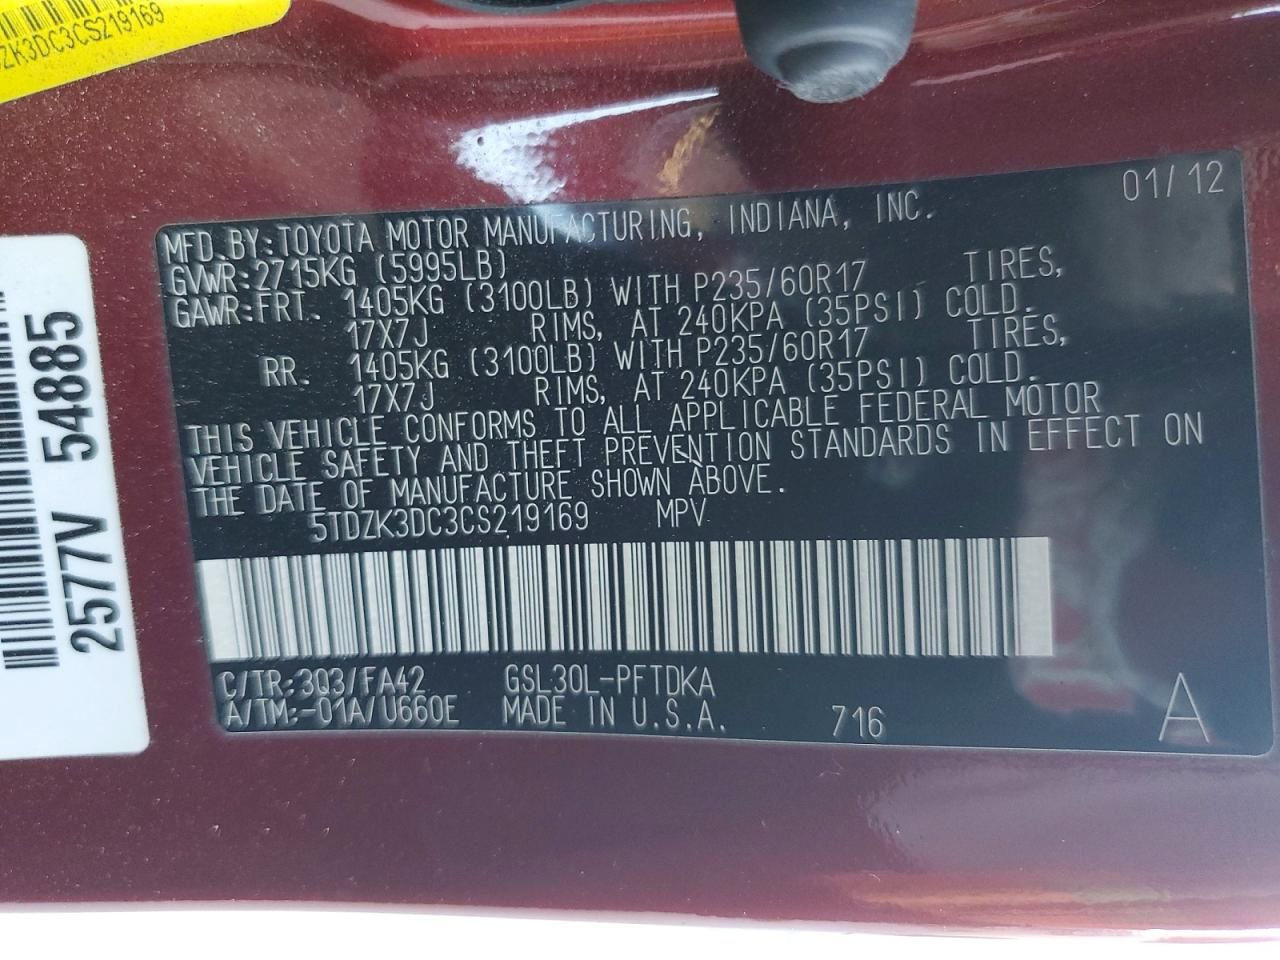 ZK3DC3CS219169
2577V 54885
01/12
MFD.BY:TOYOTA MOTOR MANUFACTURING, INDIANA, INC.
GVWR:2715KG (5995LB)
GAWR:FRT. 1405KG (3100LB) WITH P235/60R17 TIRES,
17X7J RIMS, AT 240KPA (35PSI) COLD.
RR. 1405KG (3100LB) WITH P235/60R17 TIRES,
17X7J RIMS, AT 240KPA (35PSI) COLD.
THIS VEHICLE CONFORMS TO ALL APPLICABLE FEDERAL MOTOR
VEHICLE SAFETY AND THEFT PREVENTION STANDARDS IN EFFECT ON
THE DATE OF MANUFACTURE SHOWN ABOVE.
5TDZK3DC3CS219169 MPV
C/TR:3Q3/FA42 GSL30L-PFTDKA
A/TM:-01A/U660E MADE IN U.S.A. 716 A